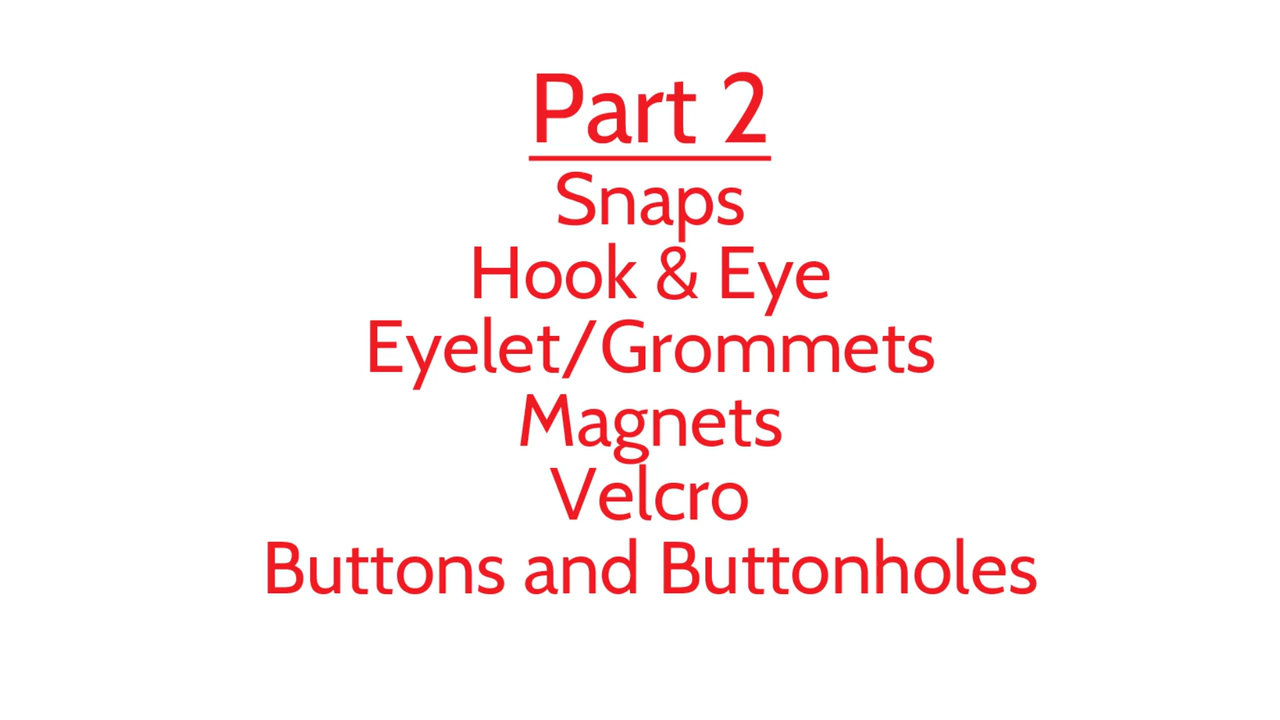 Part 2
Snaps
Hook & Eye
Eyelet/Grommets
Magnets
Velcro
Buttons and Buttonholes